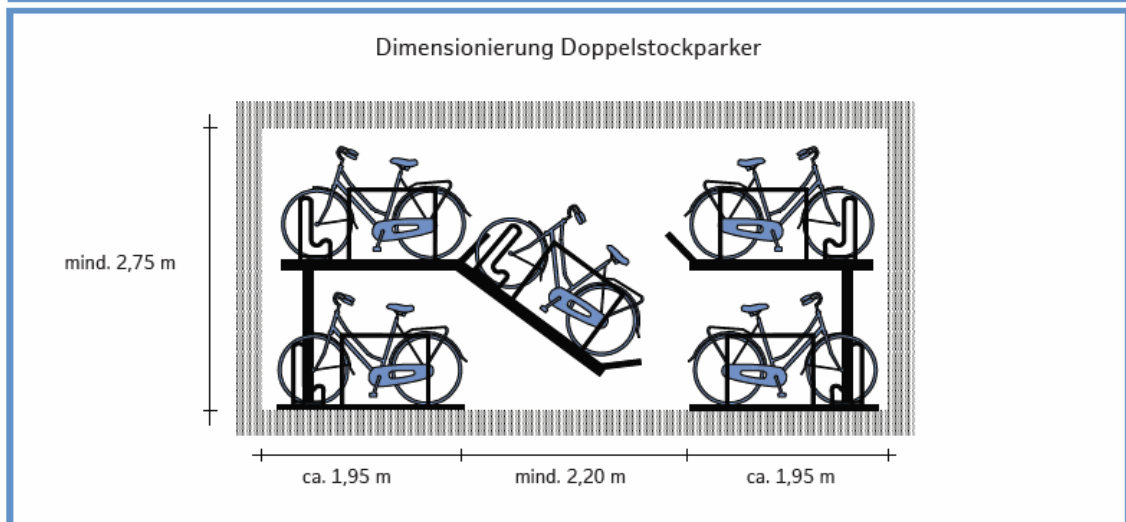 Dimensionierung Doppelstockparker
mind. 2,75 m
ca. 1,95 m
mind. 2,20 m
ca. 1,95 m